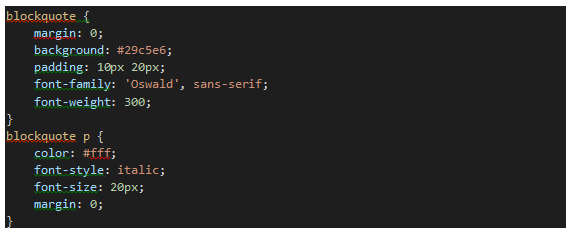 blockquote {
    margin: 0;
    background: #29c5e6;
    padding: 10px 20px;
    font-family: 'Oswald', sans-serif;
    font-weight: 300;
}
blockquote p {
    color: #fff;
    font-style: italic;
    font-size: 20px;
    margin: 0;
}